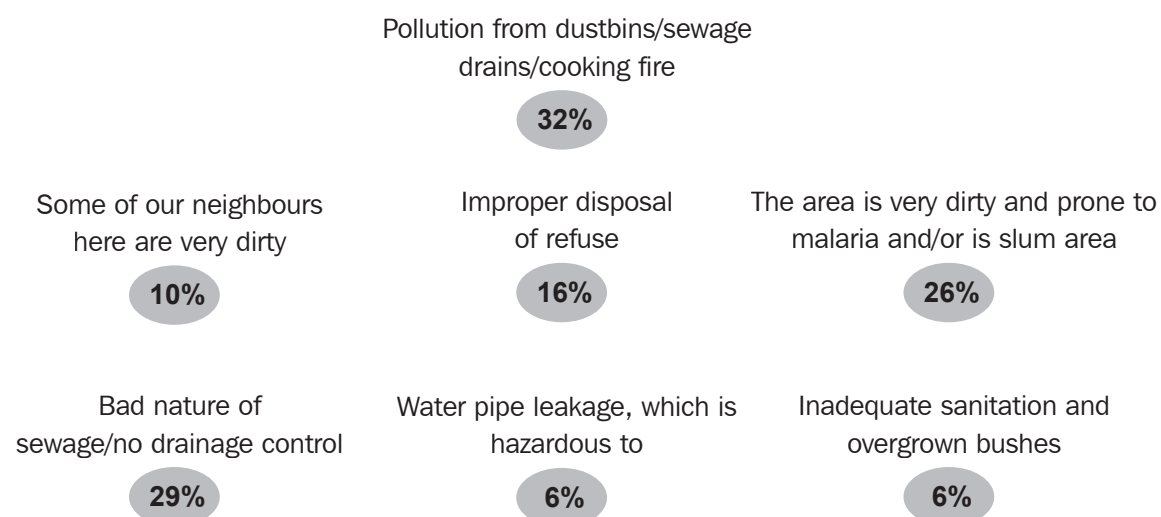 Pollution from dustbins/sewage
drains/cooking fire
32%
Some of our neighbours
here are very dirty
10%
Improper disposal
of refuse
16%
The area is very dirty and prone to
malaria and/or is slum area
26%
Bad nature of
sewage/no drainage control
29%
Water pipe leakage, which is
hazardous to
6%
Inadequate sanitation and
overgrown bushes
6%